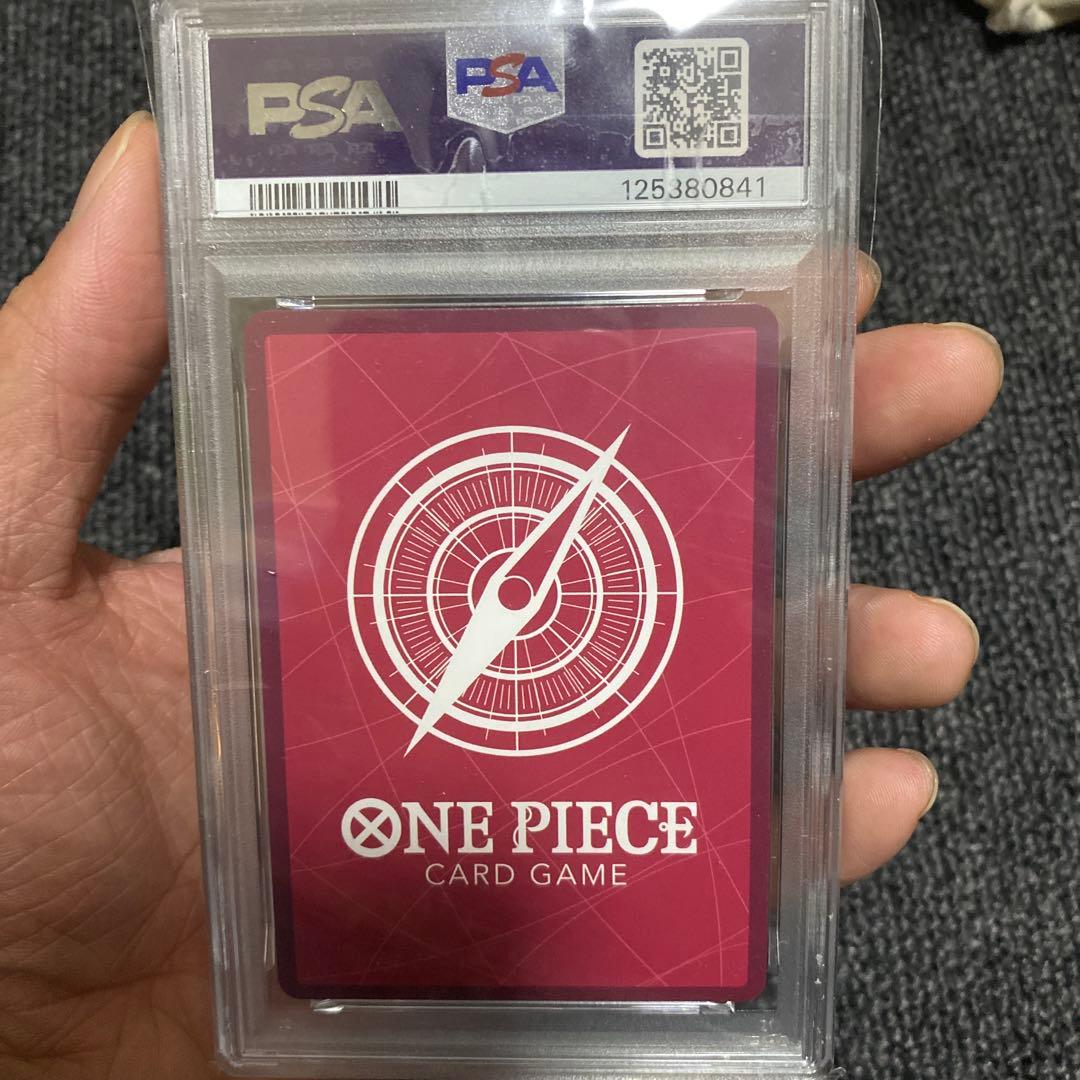 PSA
PSA
125380841
ONE PIECE
CARD GAME